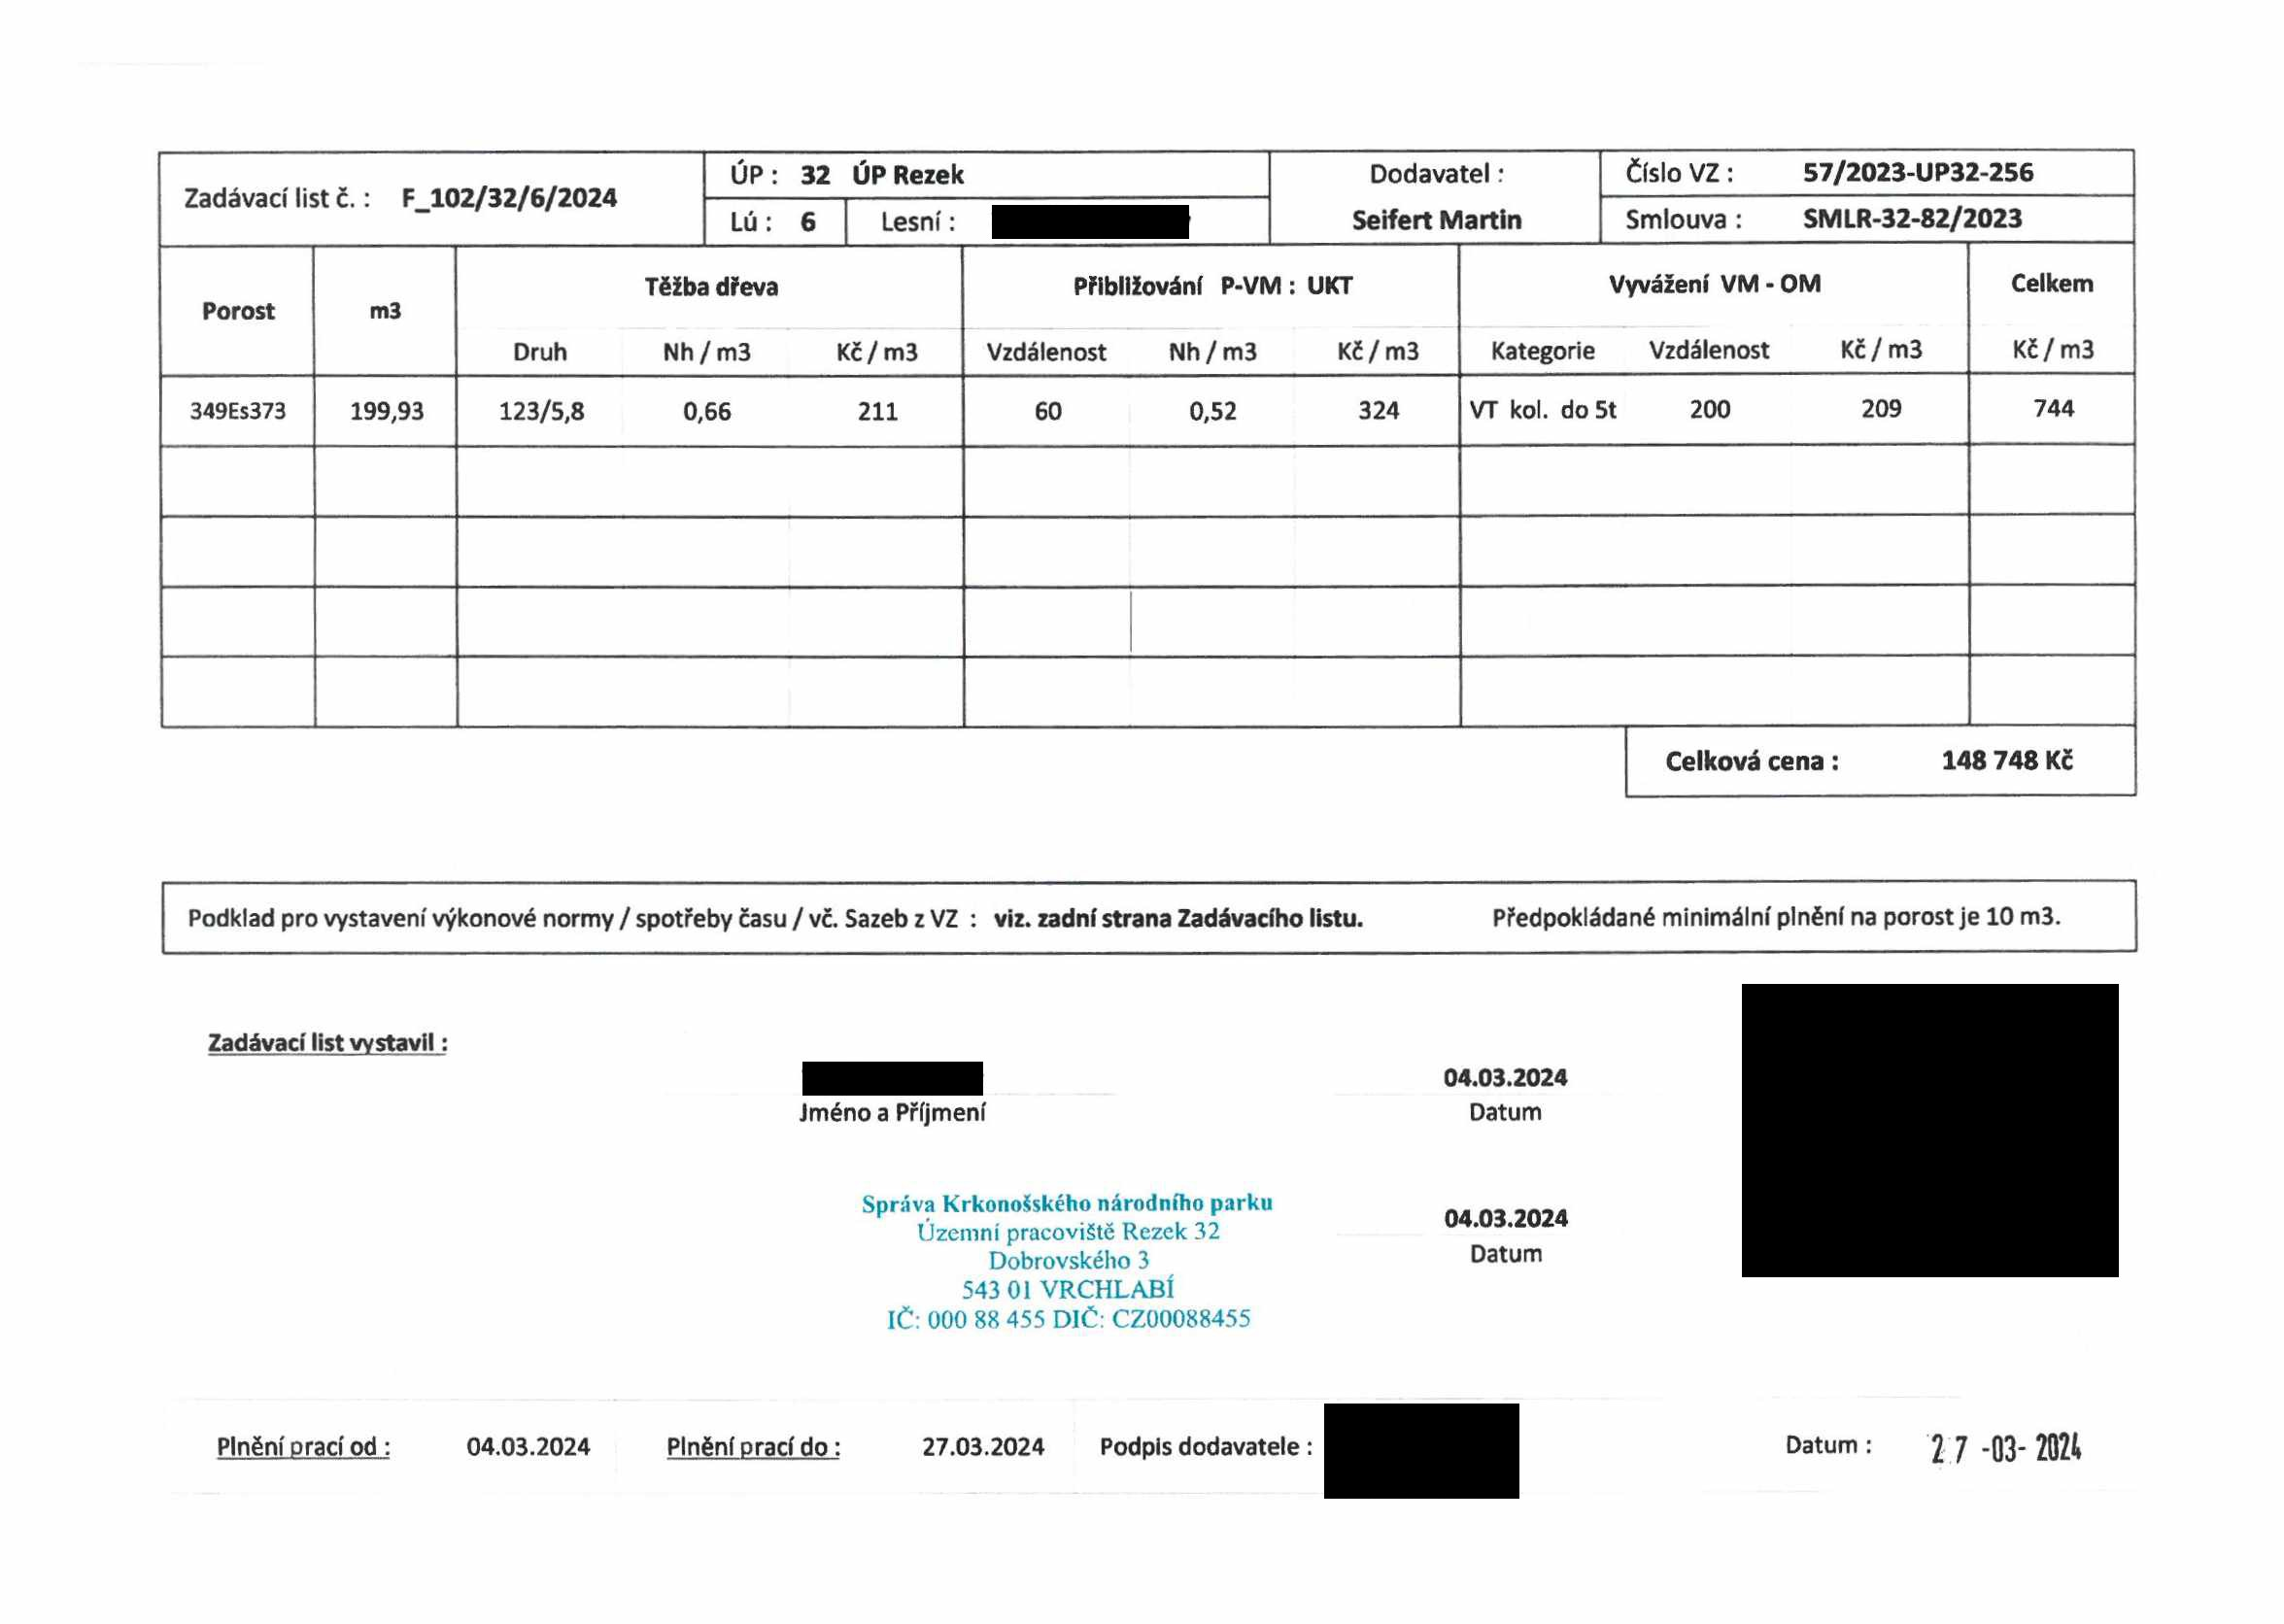 Zadávací list č. : F_102/32/6/2024
ÚP : 32 ÚP Rezek
Lú : 6 Lesní :
Dodavatel :
Seifert Martin
Číslo VZ : 57/2023-UP32-256
Smlouva : SMLR-32-82/2023
Porost m3 Těžba dřeva Přibližování P-VM : UKT Vyvážení VM - OM Celkem
Druh Nh / m3 Kč / m3 Vzdálenost Nh / m3 Kč / m3 Kategorie Vzdálenost Kč / m3 Kč / m3
349Es373 199,93 123/5,8 0,66 211 60 0,52 324 VT kol. do 5t 200 209 744
Celková cena : 148 748 Kč
Podklad pro vystavení výkonové normy / spotřeby času / vč. Sazeb z VZ : viz. zadní strana Zadávacího listu. Předpokládané minimální plnění na porost je 10 m3.
Zadávací list vystavil :
04.03.2024
Jméno a Příjmení Datum
Správa Krkonošského národního parku
Územní pracoviště Rezek 32
Dobrovského 3
543 01 VRCHLABÍ
IČ: 000 88 455 DIČ: CZ00088455
04.03.2024
Datum
Plnění prací od : 04.03.2024 Plnění prací do : 27.03.2024 Podpis dodavatele : Datum : 27 -03- 2024